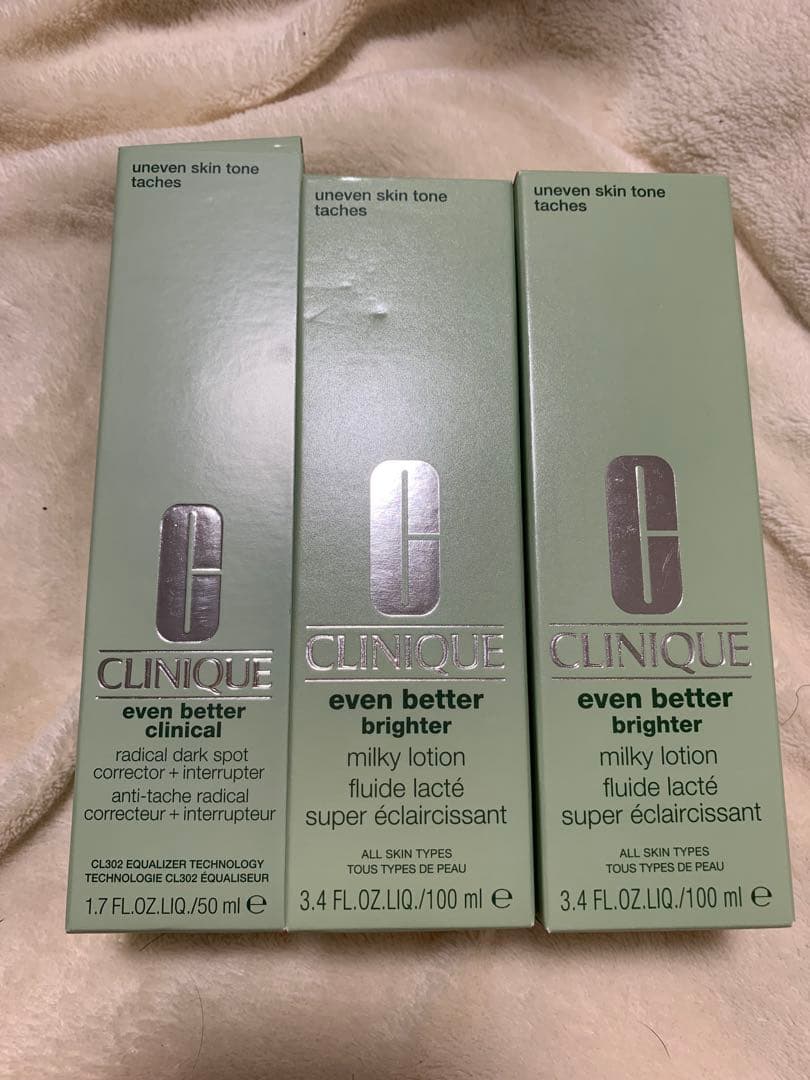 uneven skin tone
taches
C
CLINIQUE
even better
clinical
radical dark spot
corrector + interrupter
anti-tache radical
correcteur + interrupteur
CL302 EQUALIZER TECHNOLOGY
TECHNOLOGIE CL302 ÉQUALISEUR
1.7 FL.OZ.LIQ./50 ml ℮
uneven skin tone
taches
C
CLINIQUE
even better
brighter
milky lotion
fluide lacté
super éclaircissant
ALL SKIN TYPES
TOUS TYPES DE PEAU
3.4 FL.OZ.LIQ./100 ml ℮
uneven skin tone
taches
C
CLINIQUE
even better
brighter
milky lotion
fluide lacté
super éclaircissant
ALL SKIN TYPES
TOUS TYPES DE PEAU
3.4 FL.OZ.LIQ./100 ml ℮